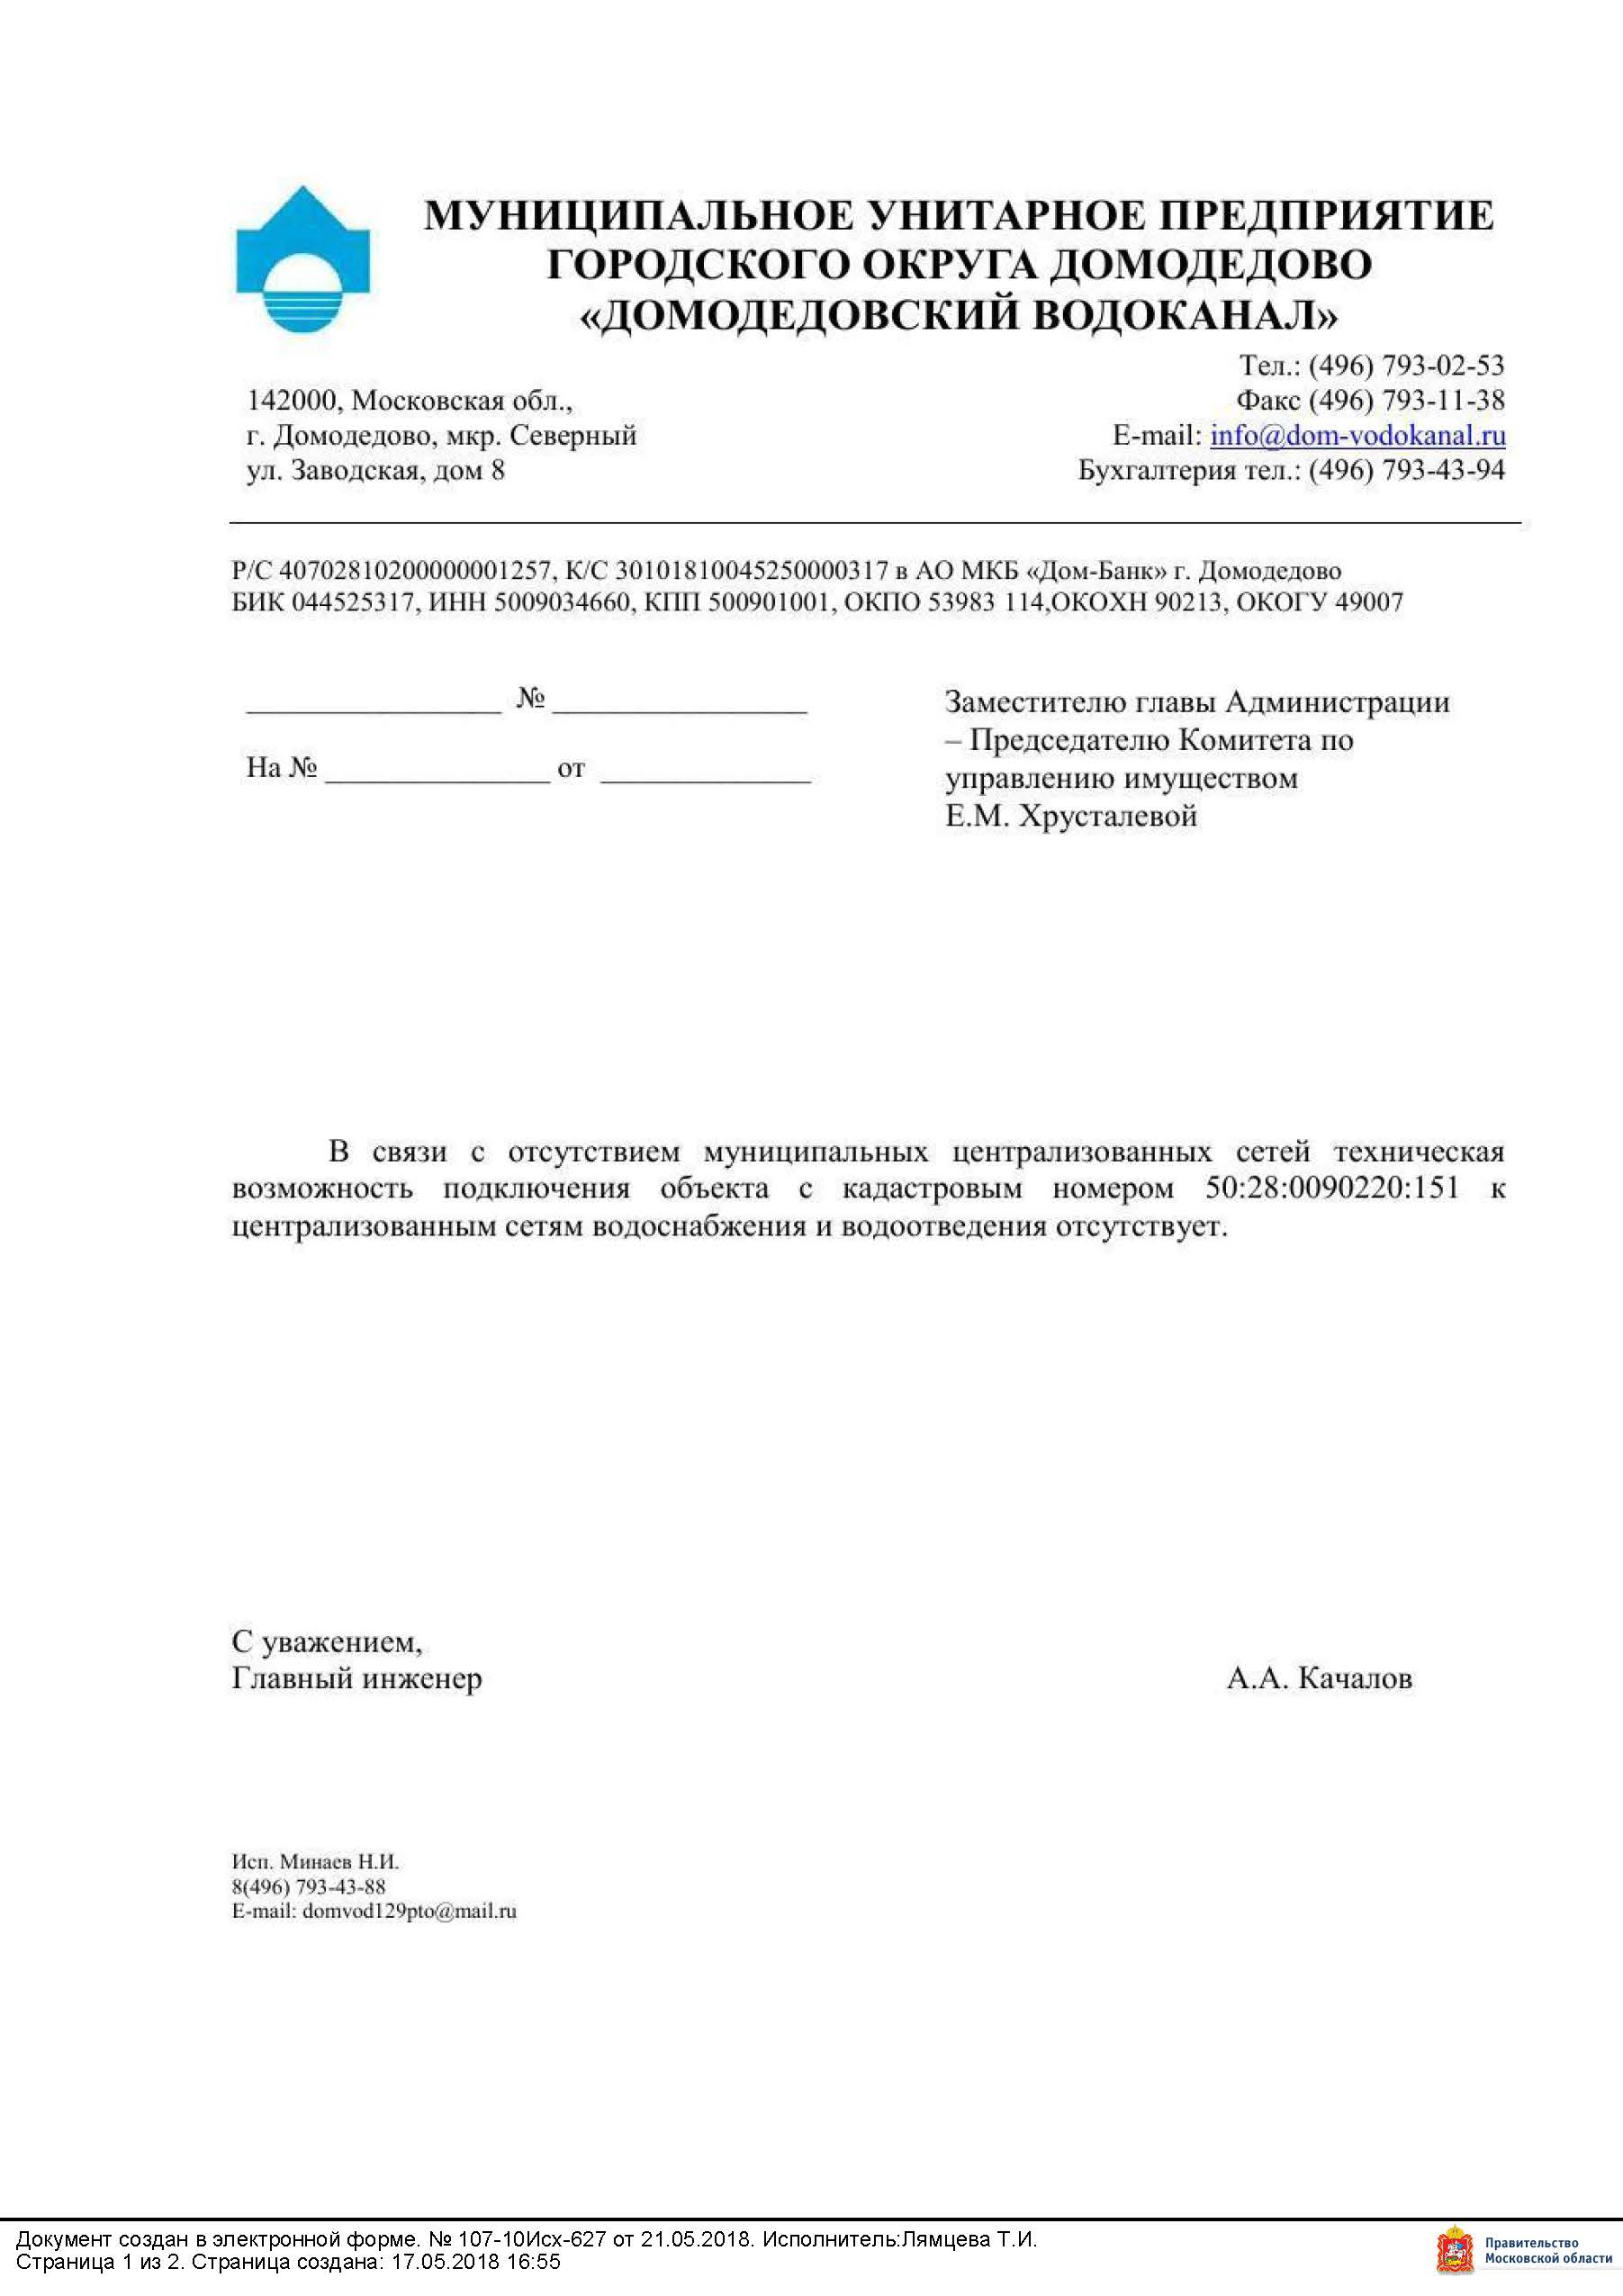 МУНИЦИПАЛЬНОЕ УНИТАРНОЕ ПРЕДПРИЯТИЕ
ГОРОДСКОГО ОКРУГА ДОМОДЕДОВО
«ДОМОДЕДОВСКИЙ ВОДОКАНАЛ»
142000, Московская обл.,
г. Домодедово, мкр. Северный
ул. Заводская, дом 8
Тел.: (496) 793-02-53
Факс (496) 793-11-38
E-mail: info@dom-vodokanal.ru
Бухгалтерия тел.: (496) 793-43-94
Р/С 40702810200000001257, К/С 30101810045250000317 в АО МКБ «Дом-Банк» г. Домодедово
БИК 044525317, ИНН 5009034660, КПП 500901001, ОКПО 53983 114,ОКОХН 90213, ОКОГУ 49007
_________________ № _________________
На № _______________ от ______________
Заместителю главы Администрации
– Председателю Комитета по
управлению имуществом
Е.М. Хрусталевой
В связи с отсутствием муниципальных централизованных сетей техническая
возможность подключения объекта с кадастровым номером 50:28:0090220:151 к
централизованным сетям водоснабжения и водоотведения отсутствует.
С уважением,
Главный инженер А.А. Качалов
Исп. Минаев Н.И.
8(496) 793-43-88
E-mail: domvod129pto@mail.ru
Документ создан в электронной форме. № 107-10Исх-627 от 21.05.2018. Исполнитель:Лямцева Т.И.
Страница 1 из 2. Страница создана: 17.05.2018 16:55
Правительство
Московской области